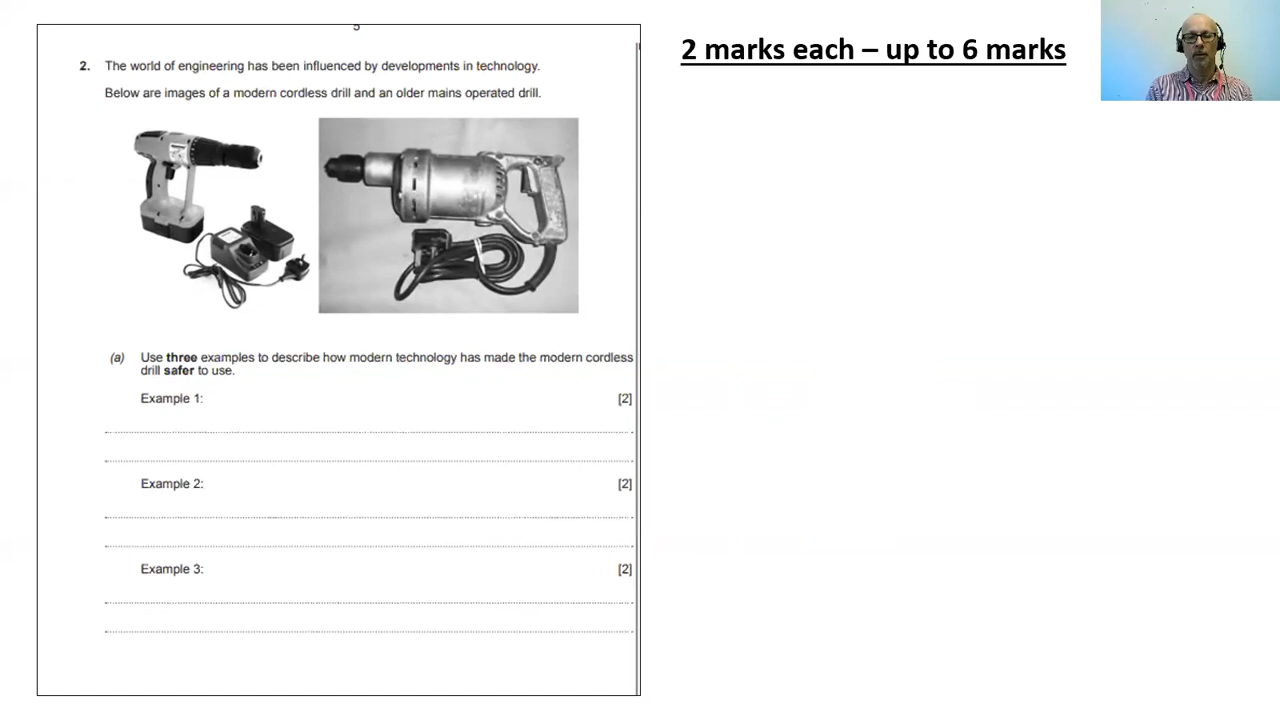 2 marks each – up to 6 marks
2. The world of engineering has been influenced by developments in technology.
Below are images of a modern cordless drill and an older mains operated drill.
(a) Use three examples to describe how modern technology has made the modern cordless
drill safer to use.
Example 1: [2]
Example 2: [2]
Example 3: [2]